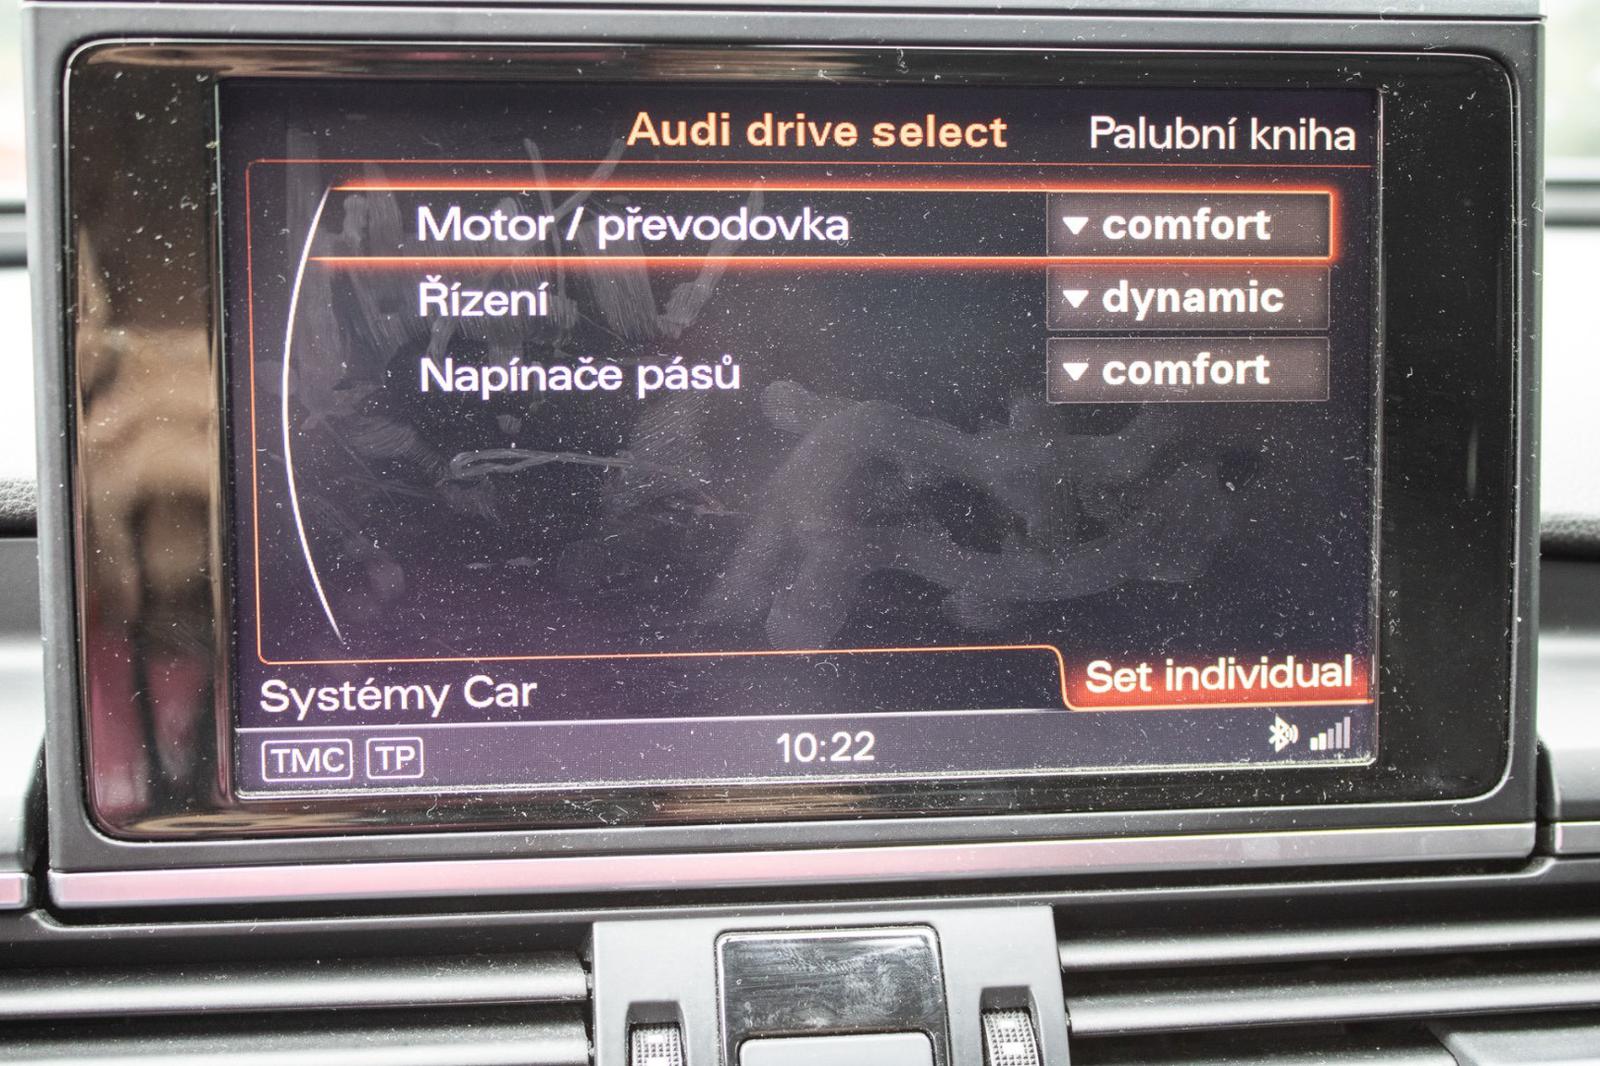 Audi drive select Palubní kniha
Motor / převodovka comfort
Řízení dynamic
Napínače pásů comfort
Systémy Car Set individual
TMC TP 10:22